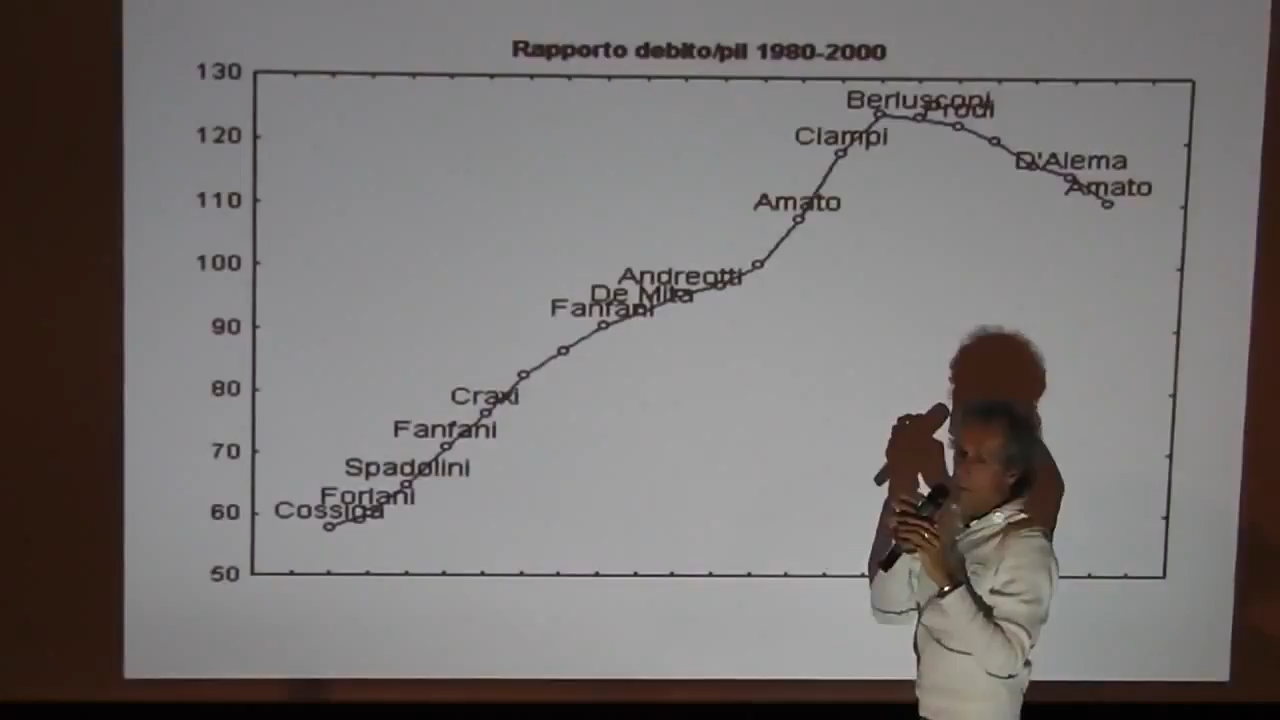 Rapporto debito/pil 1980-2000
130
120
110
100
90
80
70
60
50
Berlusconi
Prodi
Ciampi
D'Alema
Amato
Amato
Andreotti
De Mita
Fanfani
Craxi
Fanfani
Spadolini
Forlani
Cossiga